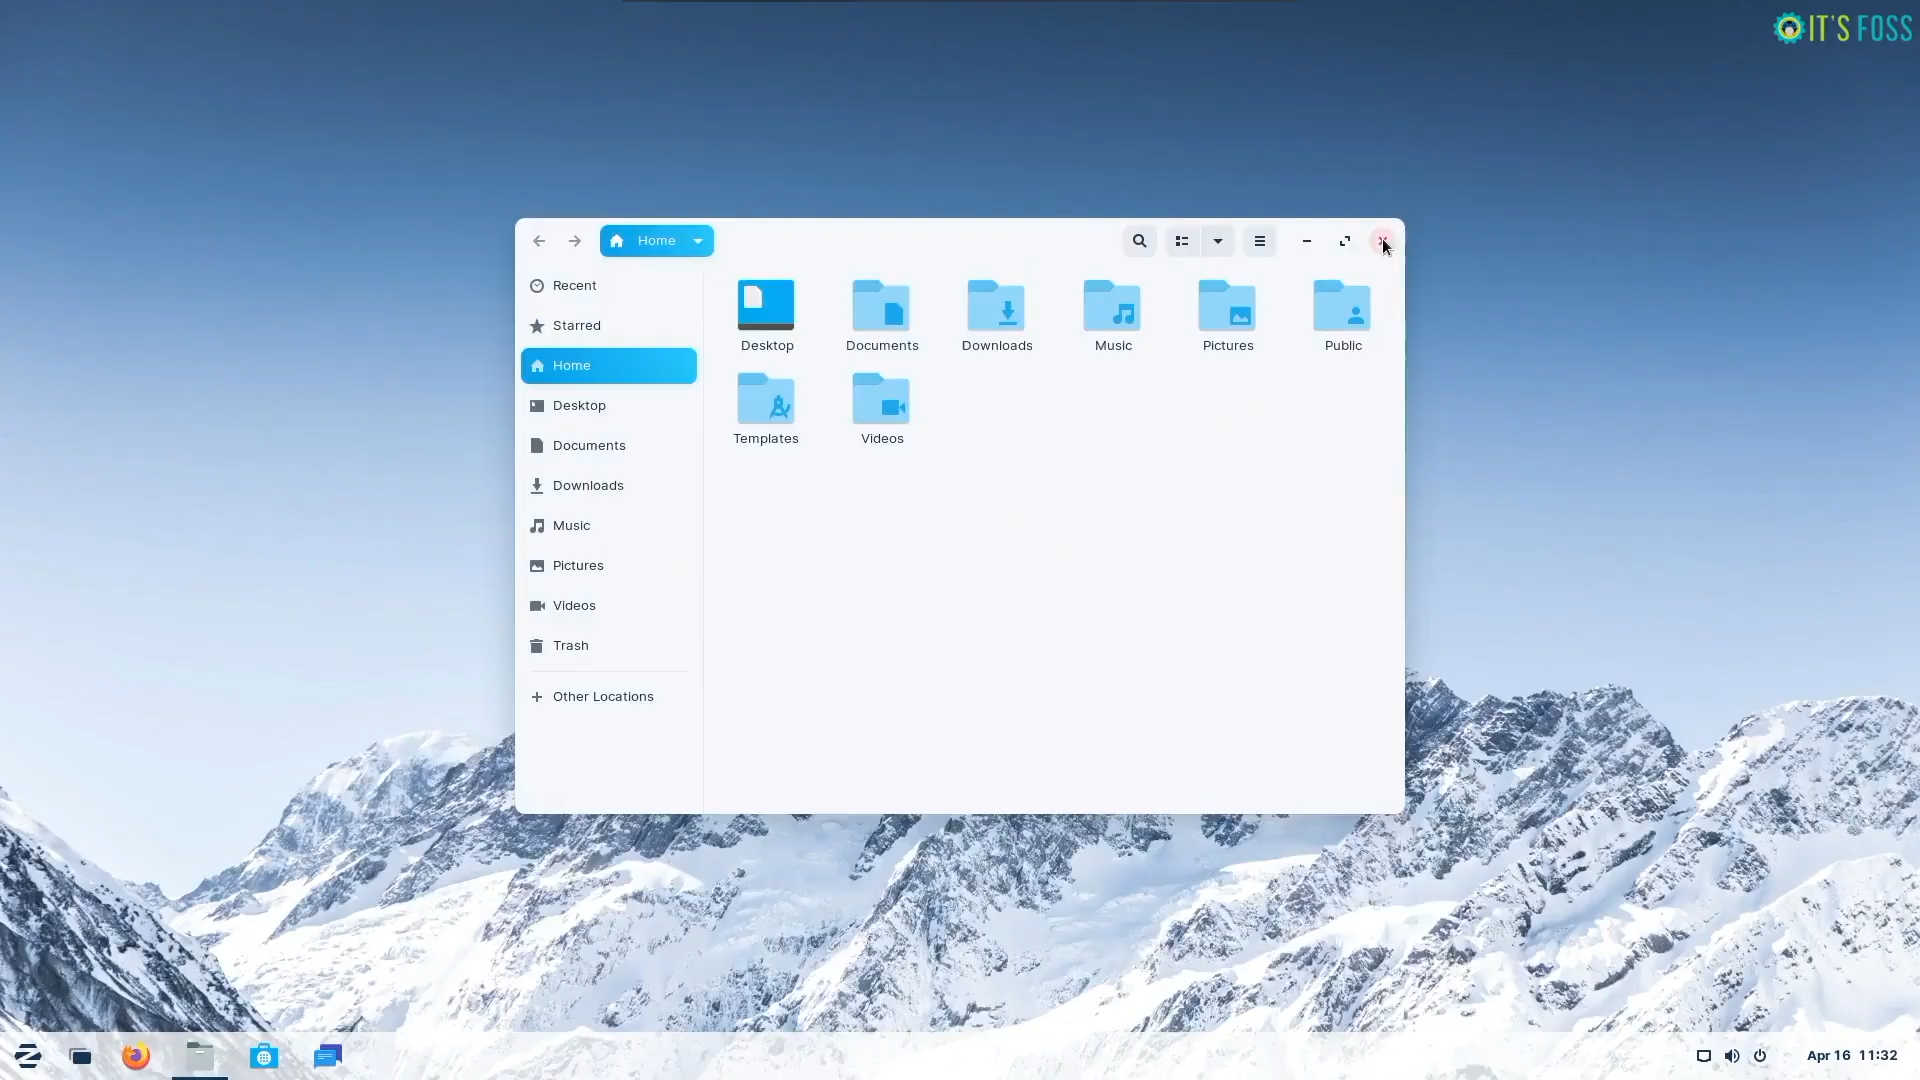 IT'S FOSS
Home
Recent
Starred
Home
Desktop
Documents
Downloads
Music
Pictures
Videos
Trash
Other Locations
Desktop
Documents
Downloads
Music
Pictures
Public
Templates
Videos
Apr 16 11:32